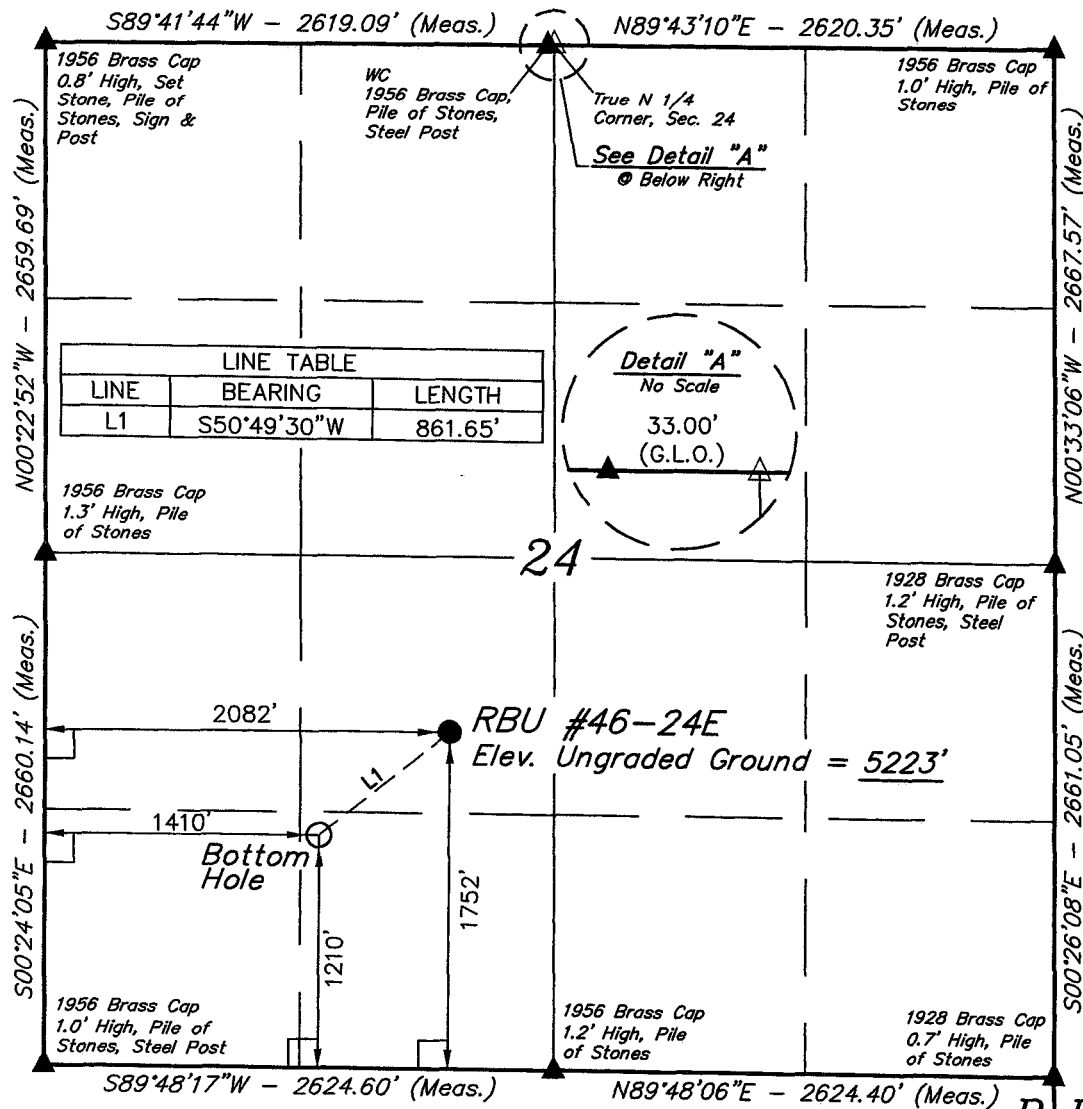 S89°41'44"W - 2619.09' (Meas.)
N89°43'10"E - 2620.35' (Meas.)
1956 Brass Cap
0.8' High, Set
Stone, Pile of
Stones, Sign &
Post
WC
1956 Brass Cap,
Pile of Stones,
Steel Post
True N 1/4
Corner, Sec. 24
See Detail "A"
@ Below Right
1956 Brass Cap
1.0' High, Pile of
Stones
N00°22'52"W - 2659.69' (Meas.)
N00°33'06"W - 2667.57' (Meas.)
LINE TABLE
LINE BEARING LENGTH
L1 S50°49'30"W 861.65'
Detail "A"
No Scale
33.00'
(G.L.O.)
1956 Brass Cap
1.3' High, Pile
of Stones
24
1928 Brass Cap
1.2' High, Pile of
Stones, Steel
Post
S00°24'05"E - 2660.14' (Meas.)
S00°26'08"E - 2661.05' (Meas.)
2082'
RBU #46-24E
Elev. Ungraded Ground = 5223'
L1
1410'
Bottom
Hole
1752'
1210'
1956 Brass Cap
1.0' High, Pile of
Stones, Steel Post
1956 Brass Cap
1.2' High, Pile
of Stones
1928 Brass Cap
0.7' High, Pile
of Stones
S89°48'17"W - 2624.60' (Meas.)
N89°48'06"E - 2624.40' (Meas.)